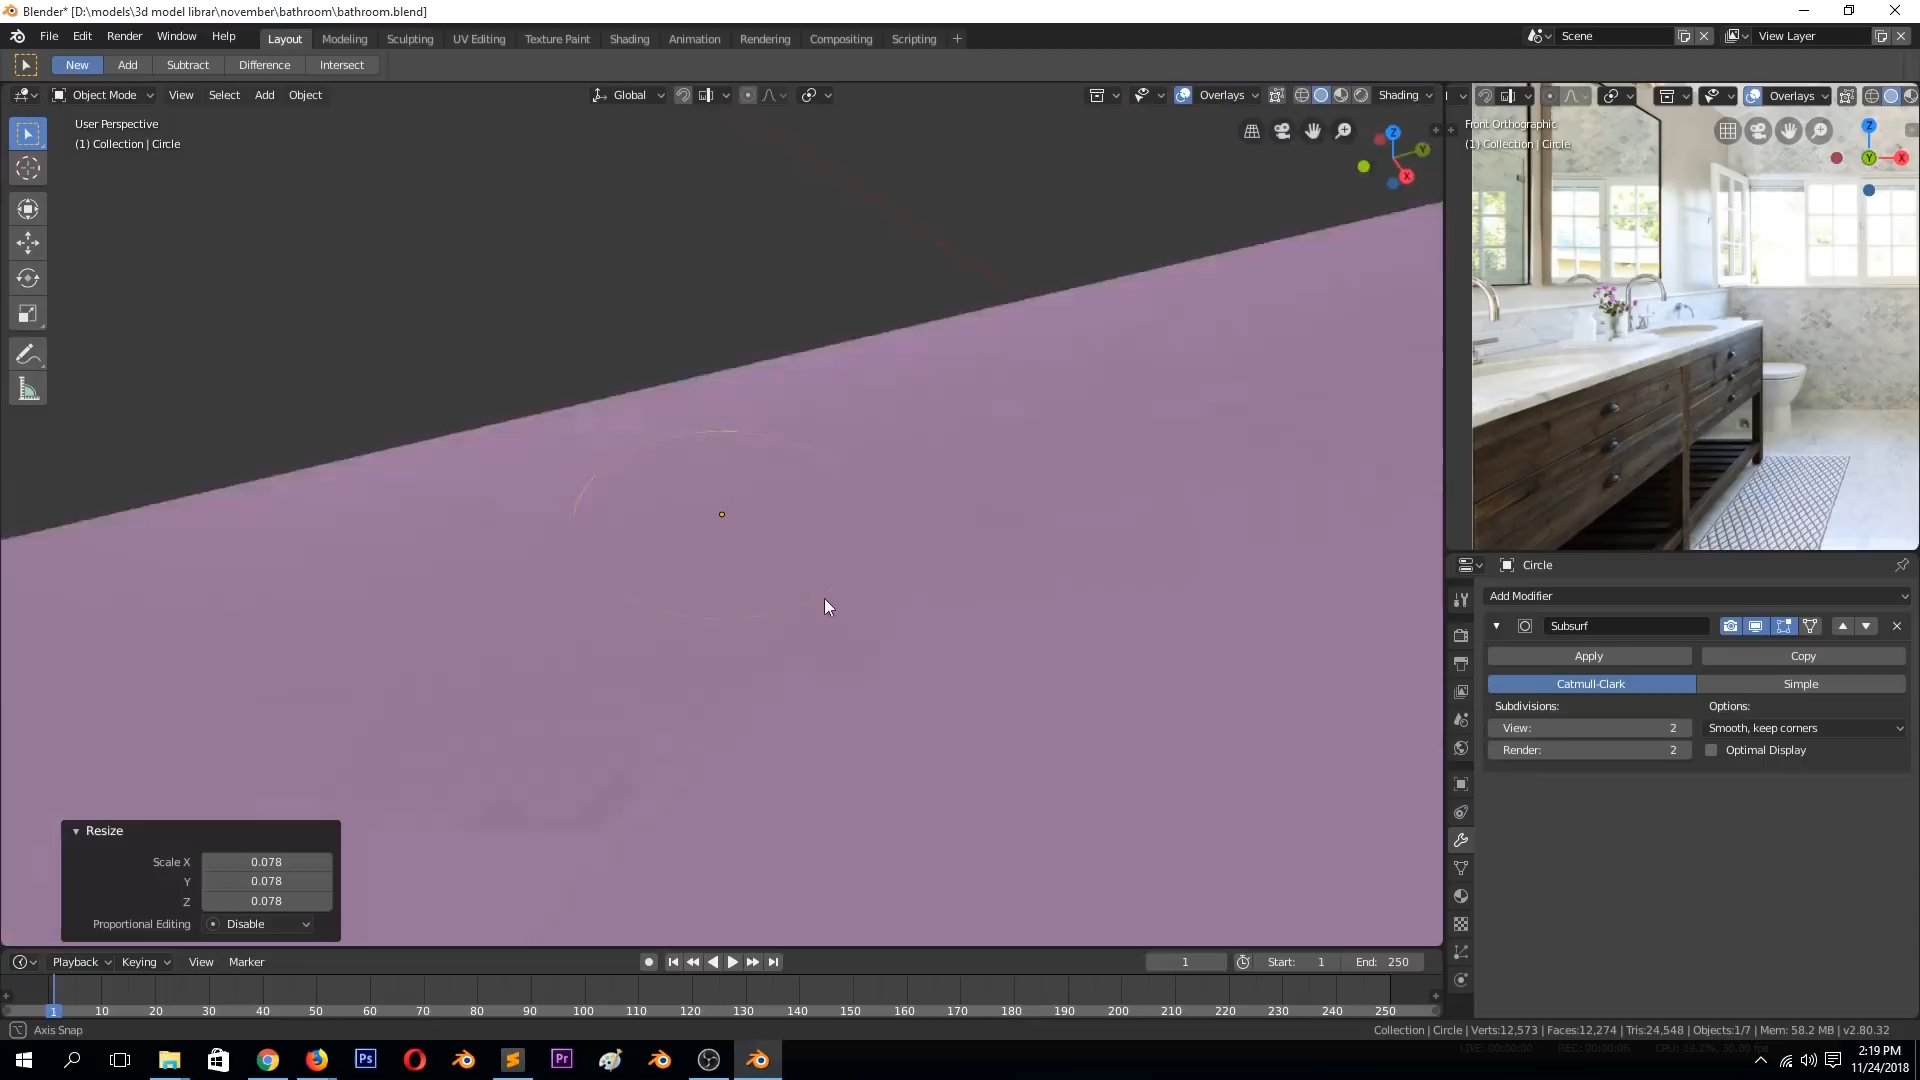 Blender* [D:\models\3d model librar\november\bathroom\bathroom.blend]
File Edit Render Window Help Layout Modeling Sculpting UV Editing Texture Paint Shading Animation Rendering Compositing Scripting + Scene View Layer
New Add Subtract Difference Intersect
Object Mode View Select Add Object Global Overlays Shading Overlays
User Perspective
(1) Collection | Circle
Z
Y
X
Front Orthographic
(1) Collection | Circle
Z
Y
X
Circle
Add Modifier
Subsurf
Apply Copy
Catmull-Clark Simple
Subdivisions: Options:
View: 2 Smooth, keep corners
Render: 2 Optimal Display
Resize
Scale X 0.078
Y 0.078
Z 0.078
Proportional Editing Disable
Playback Keying View Marker 1 Start: 1 End: 250
1 10 20 30 40 50 60 70 80 90 100 110 120 130 140 150 160 170 180 190 200 210 220 230 240 250
Axis Snap Collection | Circle | Verts:12,573 | Faces:12,274 | Tris:24,548 | Objects:1/7 | Mem: 58.2 MB | v2.80.32
Ps Pr
2:19 PM
11/24/2018